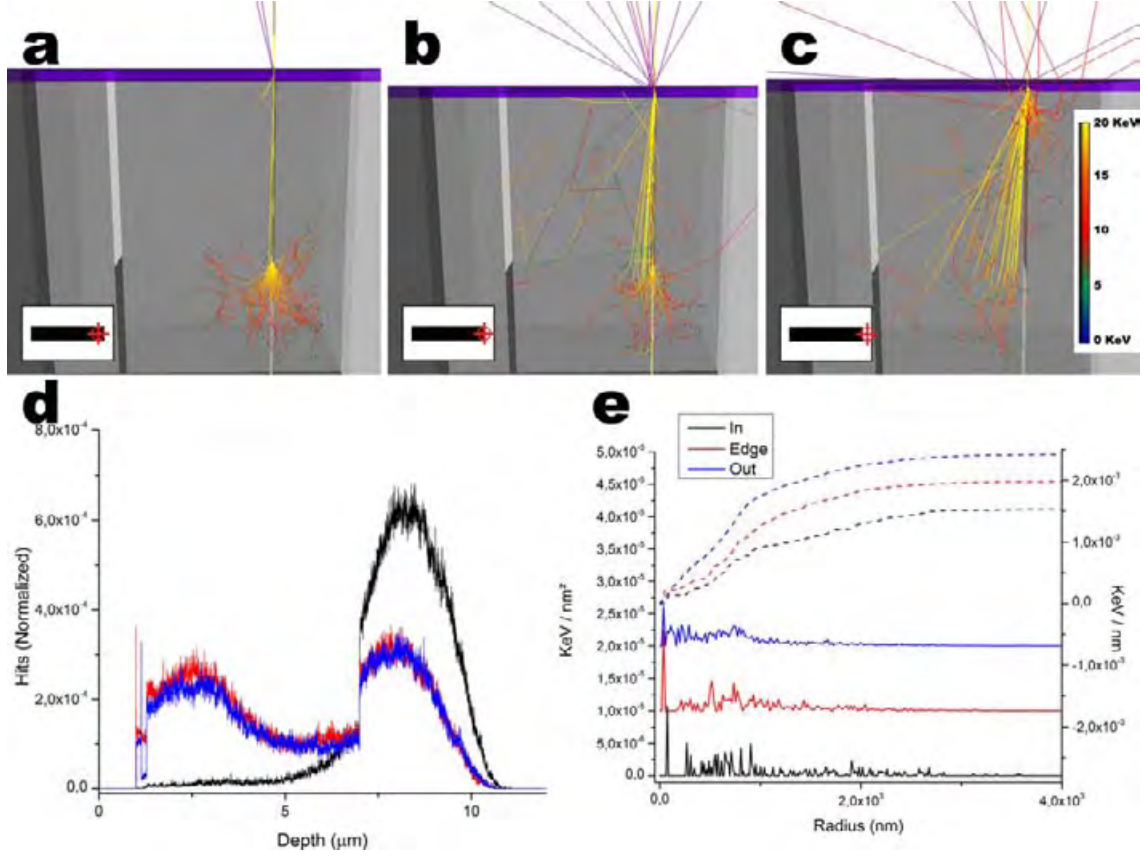 a
b
c
20 KeV
15
10
5
0 KeV
d
8,0x10⁻⁴
6,0x10⁻⁴
4,0x10⁻⁴
2,0x10⁻⁴
0,0
Hits (Normalized)
0
5
10
Depth (μm)
e
In
Edge
Out
5,0x10⁻⁵
4,5x10⁻⁵
4,0x10⁻⁵
3,5x10⁻⁵
3,0x10⁻⁵
2,5x10⁻⁵
2,0x10⁻⁵
1,5x10⁻⁵
1,0x10⁻⁵
5,0x10⁻⁶
0,0
KeV / nm²
2,0x10⁻³
1,0x10⁻³
0,0
-1,0x10⁻³
-2,0x10⁻³
KeV / nm
0,0
2,0x10³
4,0x10³
Radius (nm)